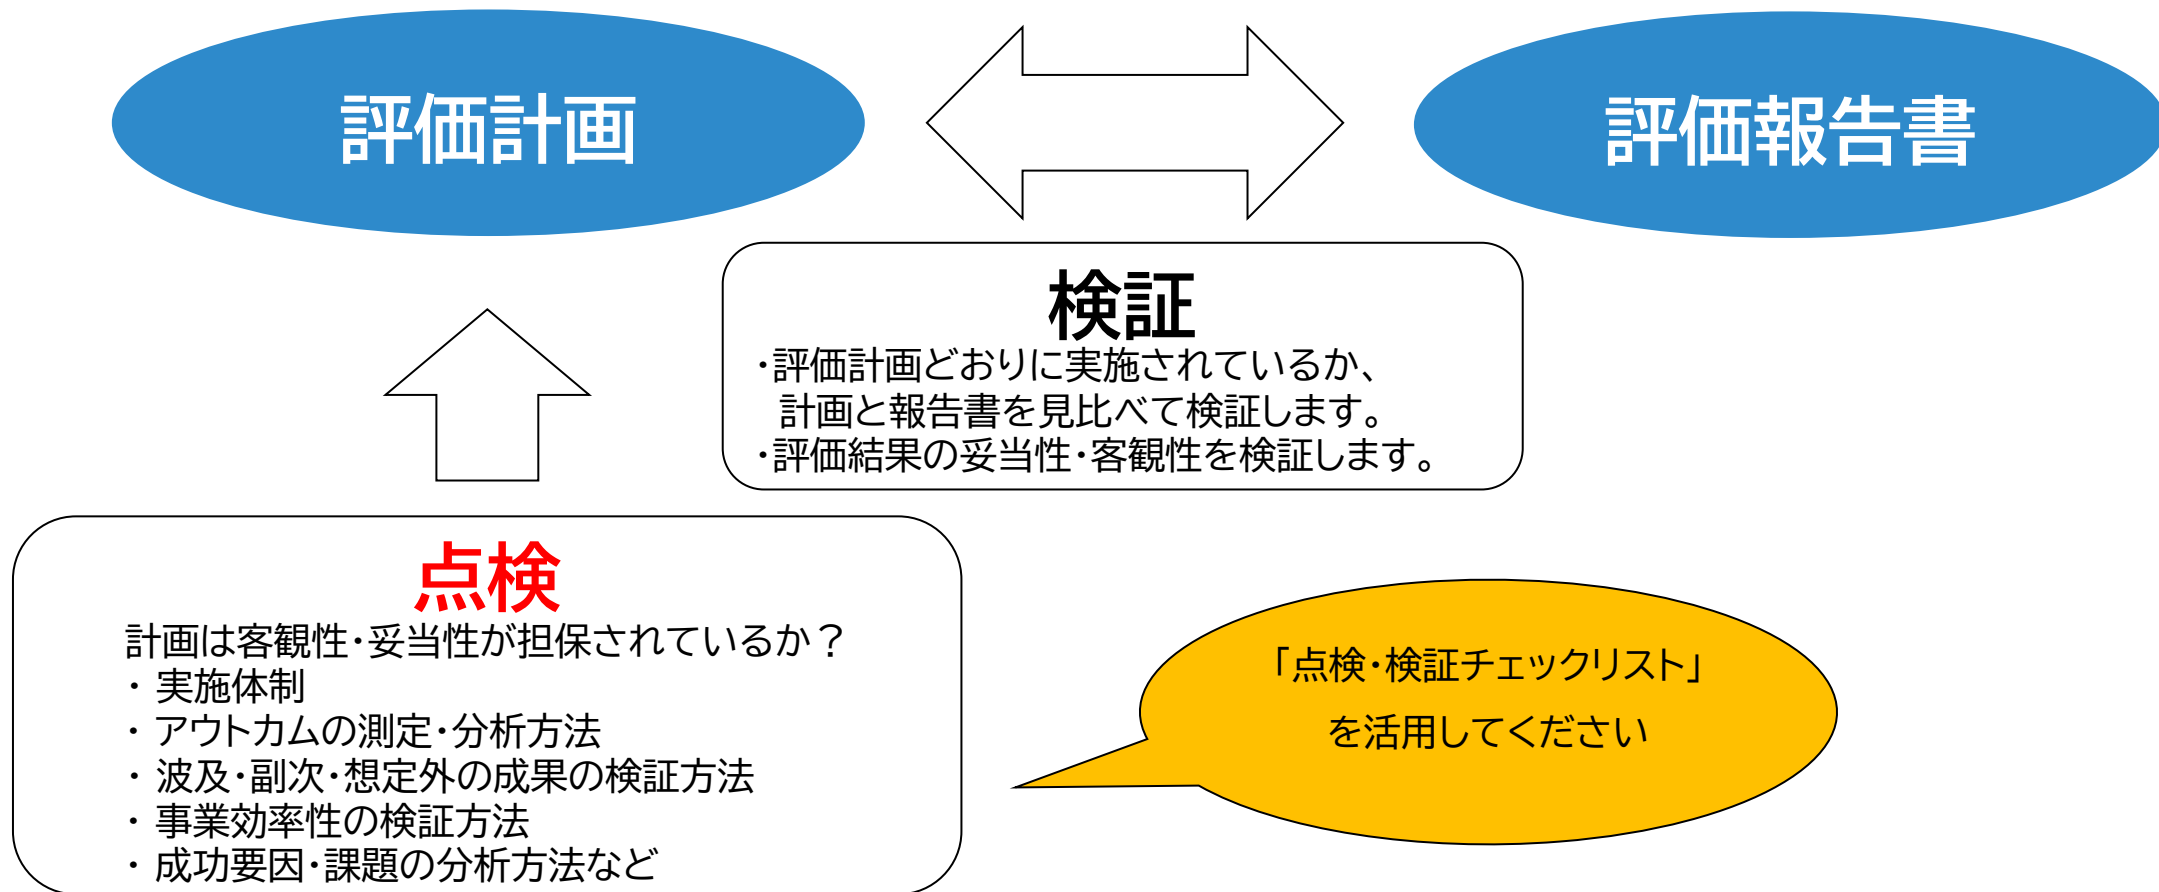 評価計画
評価報告書
検証
・評価計画どおりに実施されているか、
計画と報告書を見比べて検証します。
・評価結果の妥当性・客観性を検証します。
点検
計画は客観性・妥当性が担保されているか？
・ 実施体制
・ アウトカムの測定・分析方法
・ 波及・副次・想定外の成果の検証方法
・ 事業効率性の検証方法
・ 成功要因・課題の分析方法など
「点検・検証チェックリスト」
を活用してください